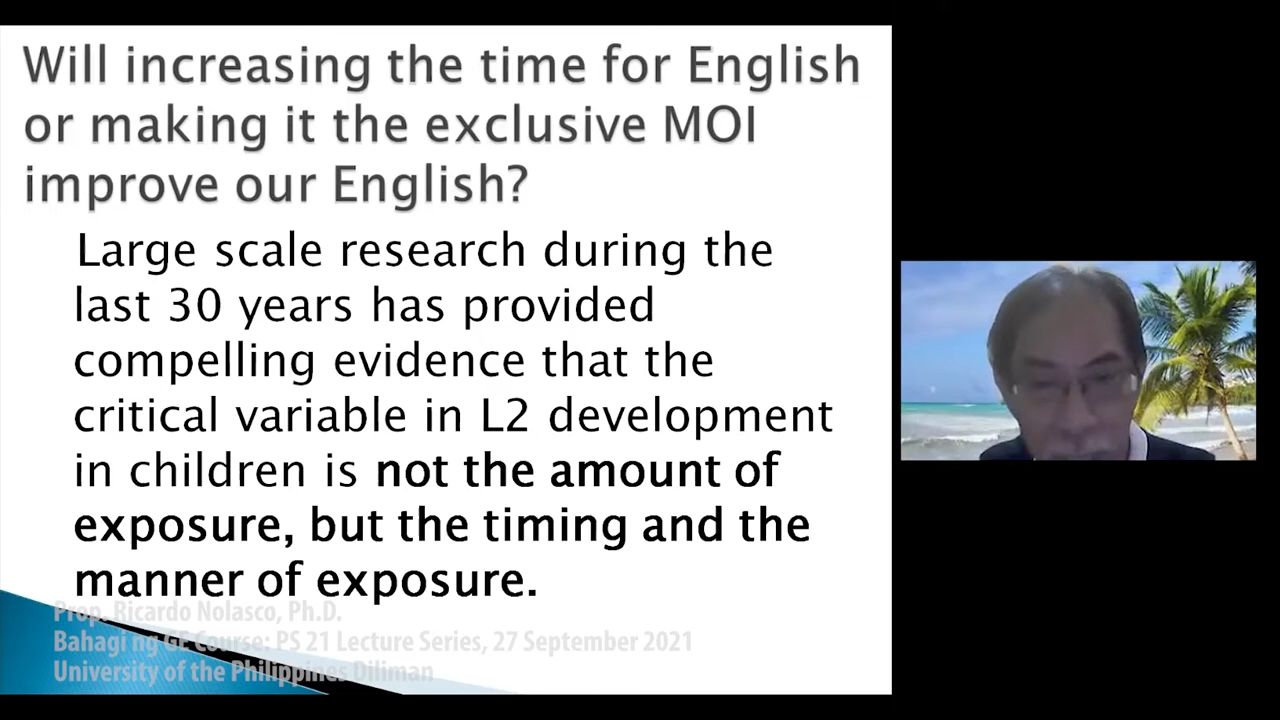 Will increasing the time for English
or making it the exclusive MOI
improve our English?
Large scale research during the
last 30 years has provided
compelling evidence that the
critical variable in L2 development
in children is not the amount of
exposure, but the timing and the
manner of exposure.
Prop. Ricardo Nolasco, Ph.D.
Bahagi ng GE Course: PS 21 Lecture Series, 27 September 2021
University of the Philippines Diliman